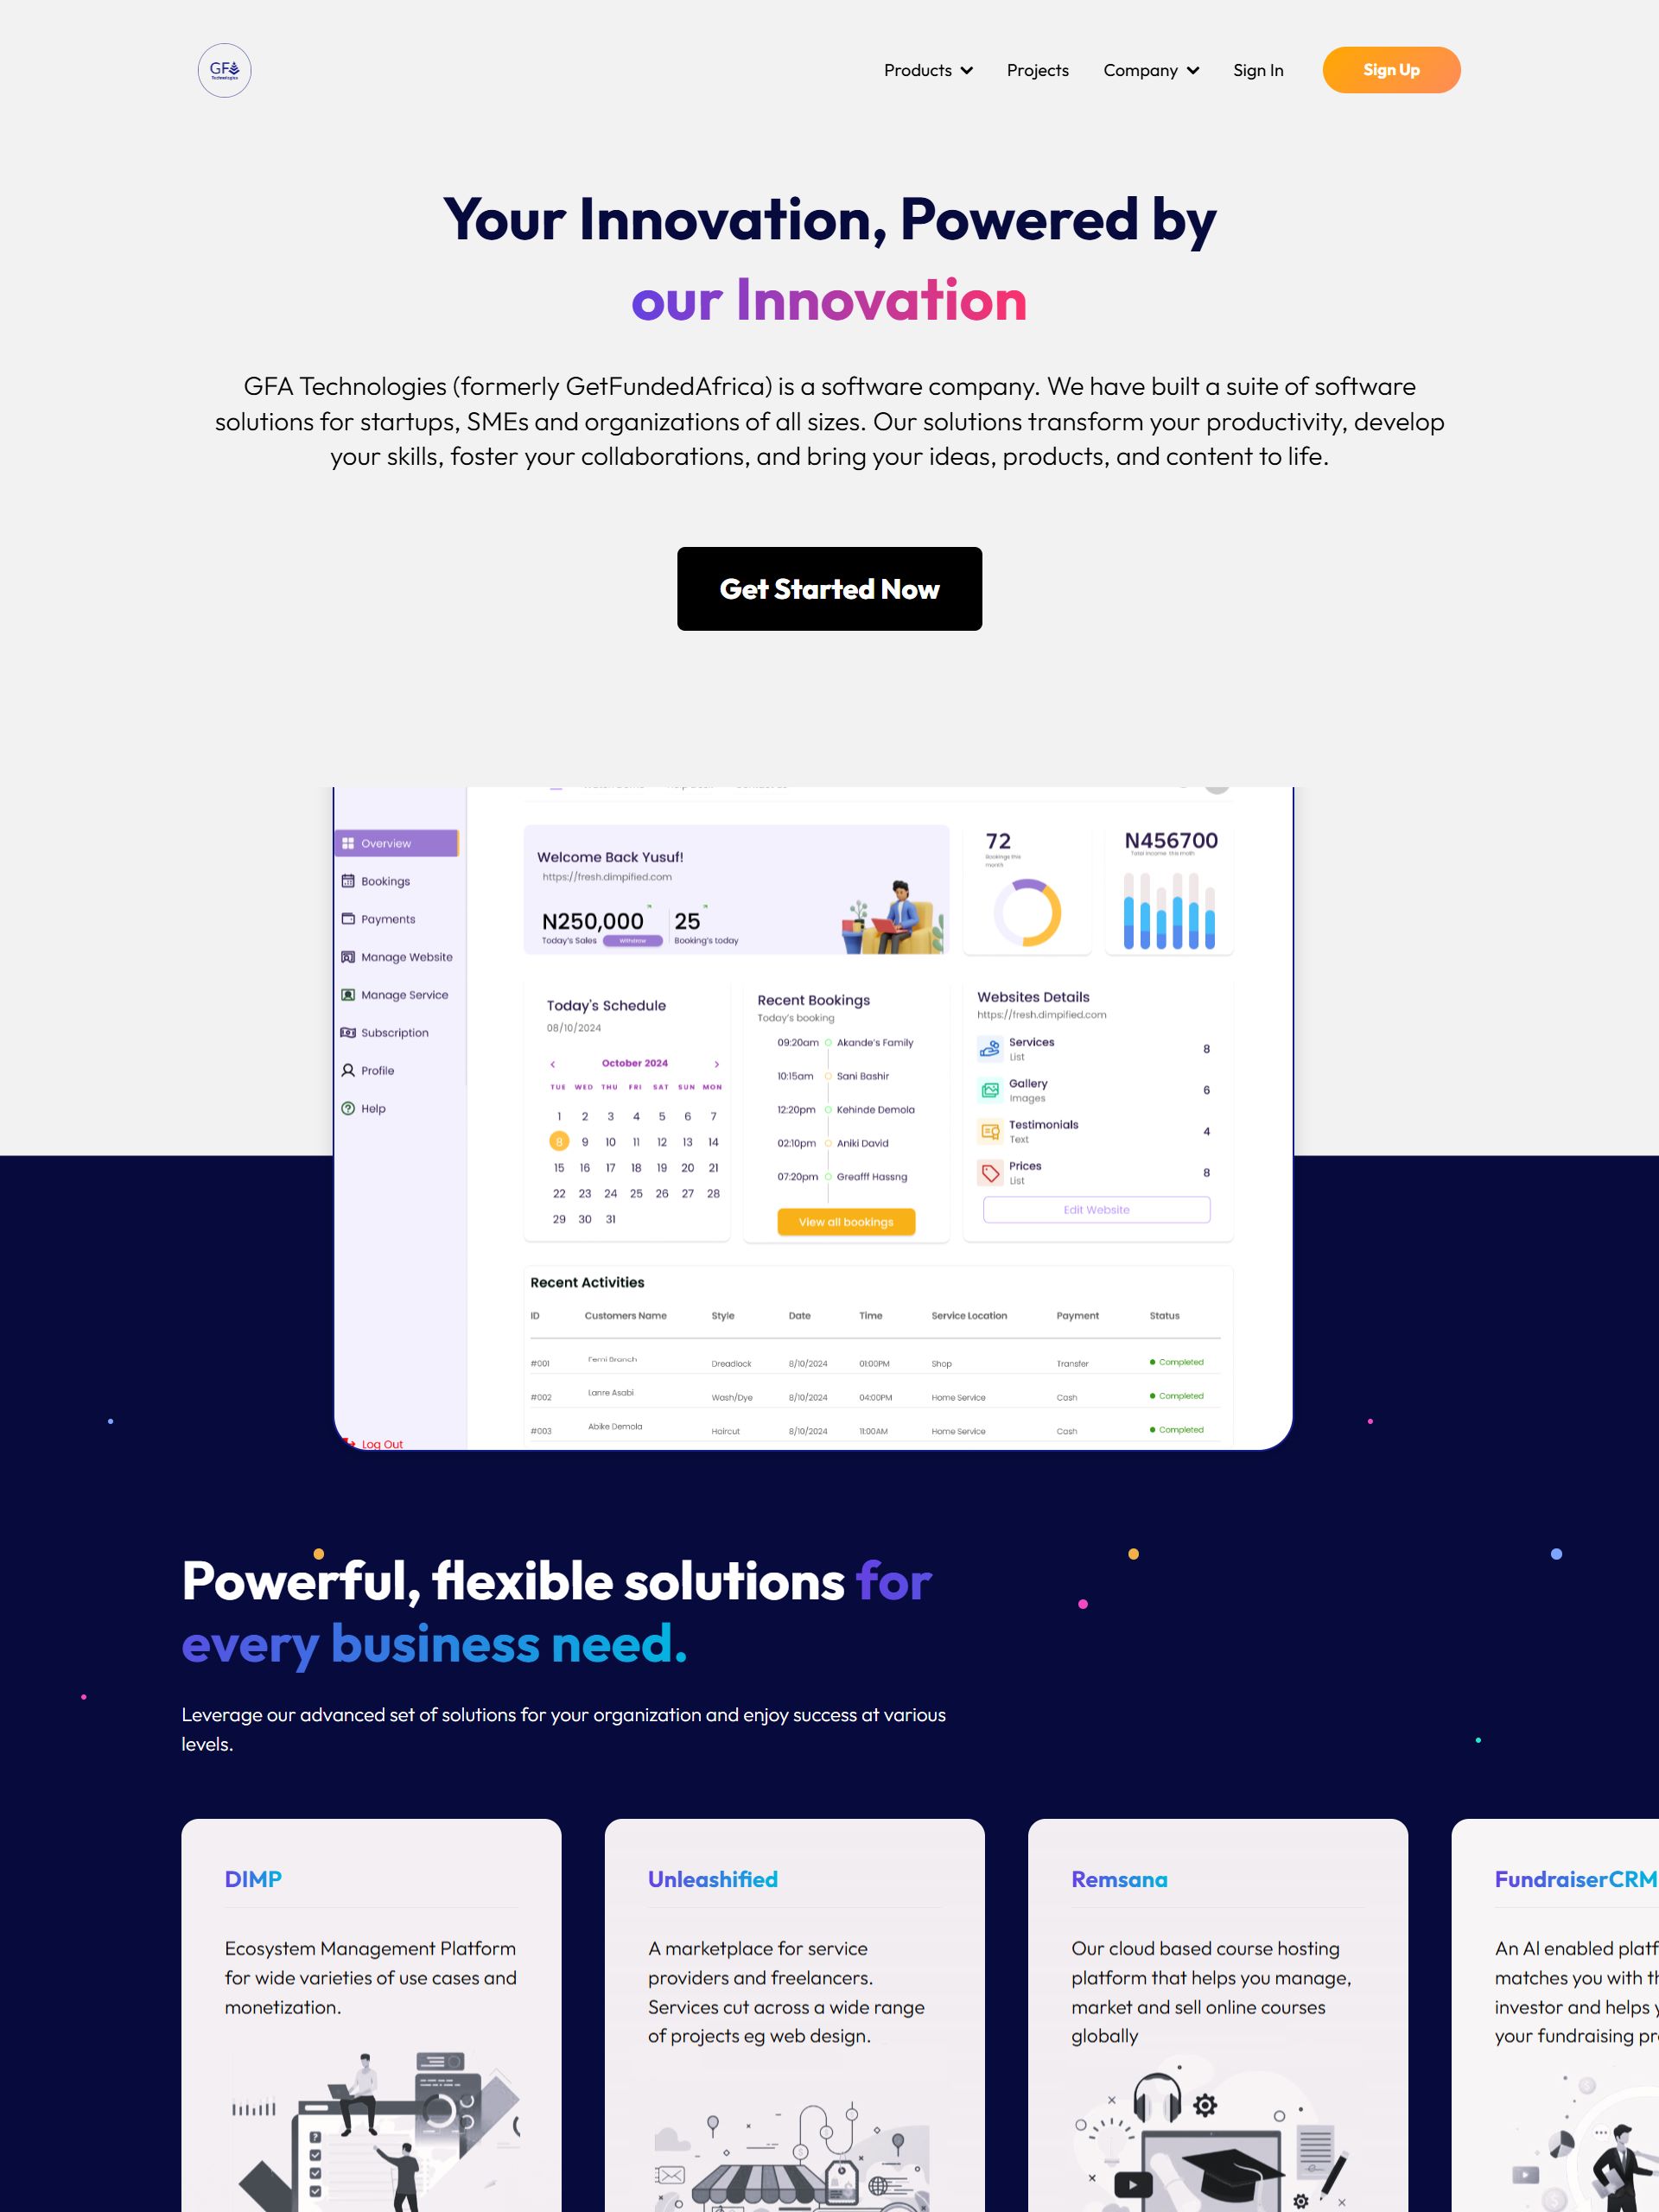 GFA
Technologies
Products
Projects
Company
Sign In
Sign Up
Your Innovation, Powered by
our Innovation
GFA Technologies (formerly GetFundedAfrica) is a software company. We have built a suite of software
solutions for startups, SMEs and organizations of all sizes. Our solutions transform your productivity, develop
your skills, foster your collaborations, and bring your ideas, products, and content to life.
Get Started Now
Overview
Bookings
Payments
Manage Website
Manage Service
Subscription
Profile
Help
Log Out
Welcome Back Yusuf!
https://fresh.dimpified.com
N250,000
Today's Sales
Withdraw
25
Booking's today
72
Bookings this
month
N456700
Total income this month
Today's Schedule
08/10/2024
October 2024
TUE WED THU FRI SAT SUN MON
1 2 3 4 5 6 7
8 9 10 11 12 13 14
15 16 17 18 19 20 21
22 23 24 25 26 27 28
29 30 31
Recent Bookings
Today's booking
09:20am Akande's Family
10:15am Sani Bashir
12:20pm Kehinde Demola
02:10pm Aniki David
07:20pm Greafff Hassng
View all bookings
Websites Details
https://fresh.dimpified.com
Services
List
8
Gallery
Images
6
Testimonials
Text
4
Prices
List
8
Edit Website
Recent Activities
ID Customers Name Style Date Time Service Location Payment Status
#001 Femi Branch Dreadlock 8/10/2024 01:00PM Shop Transfer Completed
#002 Lanre Asabi Wash/Dye 8/10/2024 04:00PM Home Service Cash Completed
#003 Abike Demola Haircut 8/10/2024 11:00AM Home Service Cash Completed
Powerful, flexible solutions for
every business need.
Leverage our advanced set of solutions for your organization and enjoy success at various
levels.
DIMP
Ecosystem Management Platform
for wide varieties of use cases and
monetization.
Unleashified
A marketplace for service
providers and freelancers.
Services cut across a wide range
of projects eg web design.
Remsana
Our cloud based course hosting
platform that helps you manage,
market and sell online courses
globally
FundraiserCRM
An AI enabled
matches you with
investor and helps
your fundraising